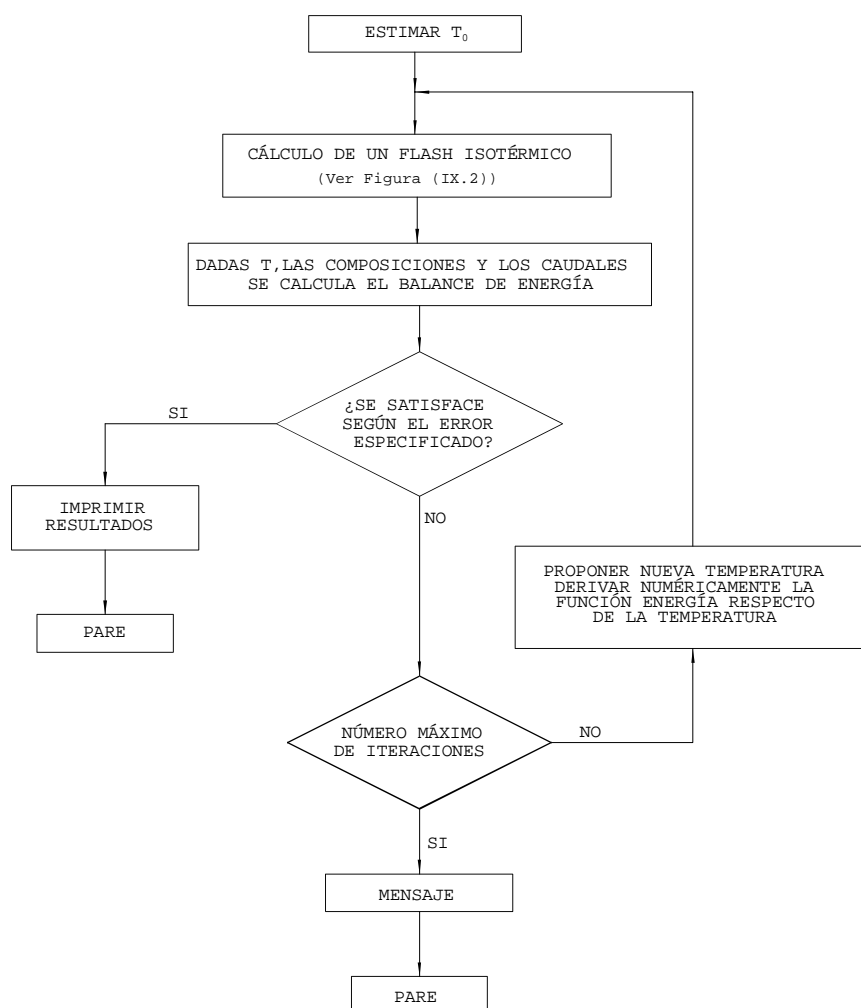 ESTIMAR T₀
CÁLCULO DE UN FLASH ISOTÉRMICO
(Ver Figura (IX.2))
DADAS T,LAS COMPOSICIONES Y LOS CAUDALES
SE CALCULA EL BALANCE DE ENERGÍA
¿SE SATISFACE
SEGÚN EL ERROR
ESPECIFICADO?
SI
IMPRIMIR
RESULTADOS
PARE
NO
PROPONER NUEVA TEMPERATURA
DERIVAR NUMÉRICAMENTE LA
FUNCIÓN ENERGÍA RESPECTO
DE LA TEMPERATURA
NÚMERO MÁXIMO
DE ITERACIONES
NO
SI
MENSAJE
PARE